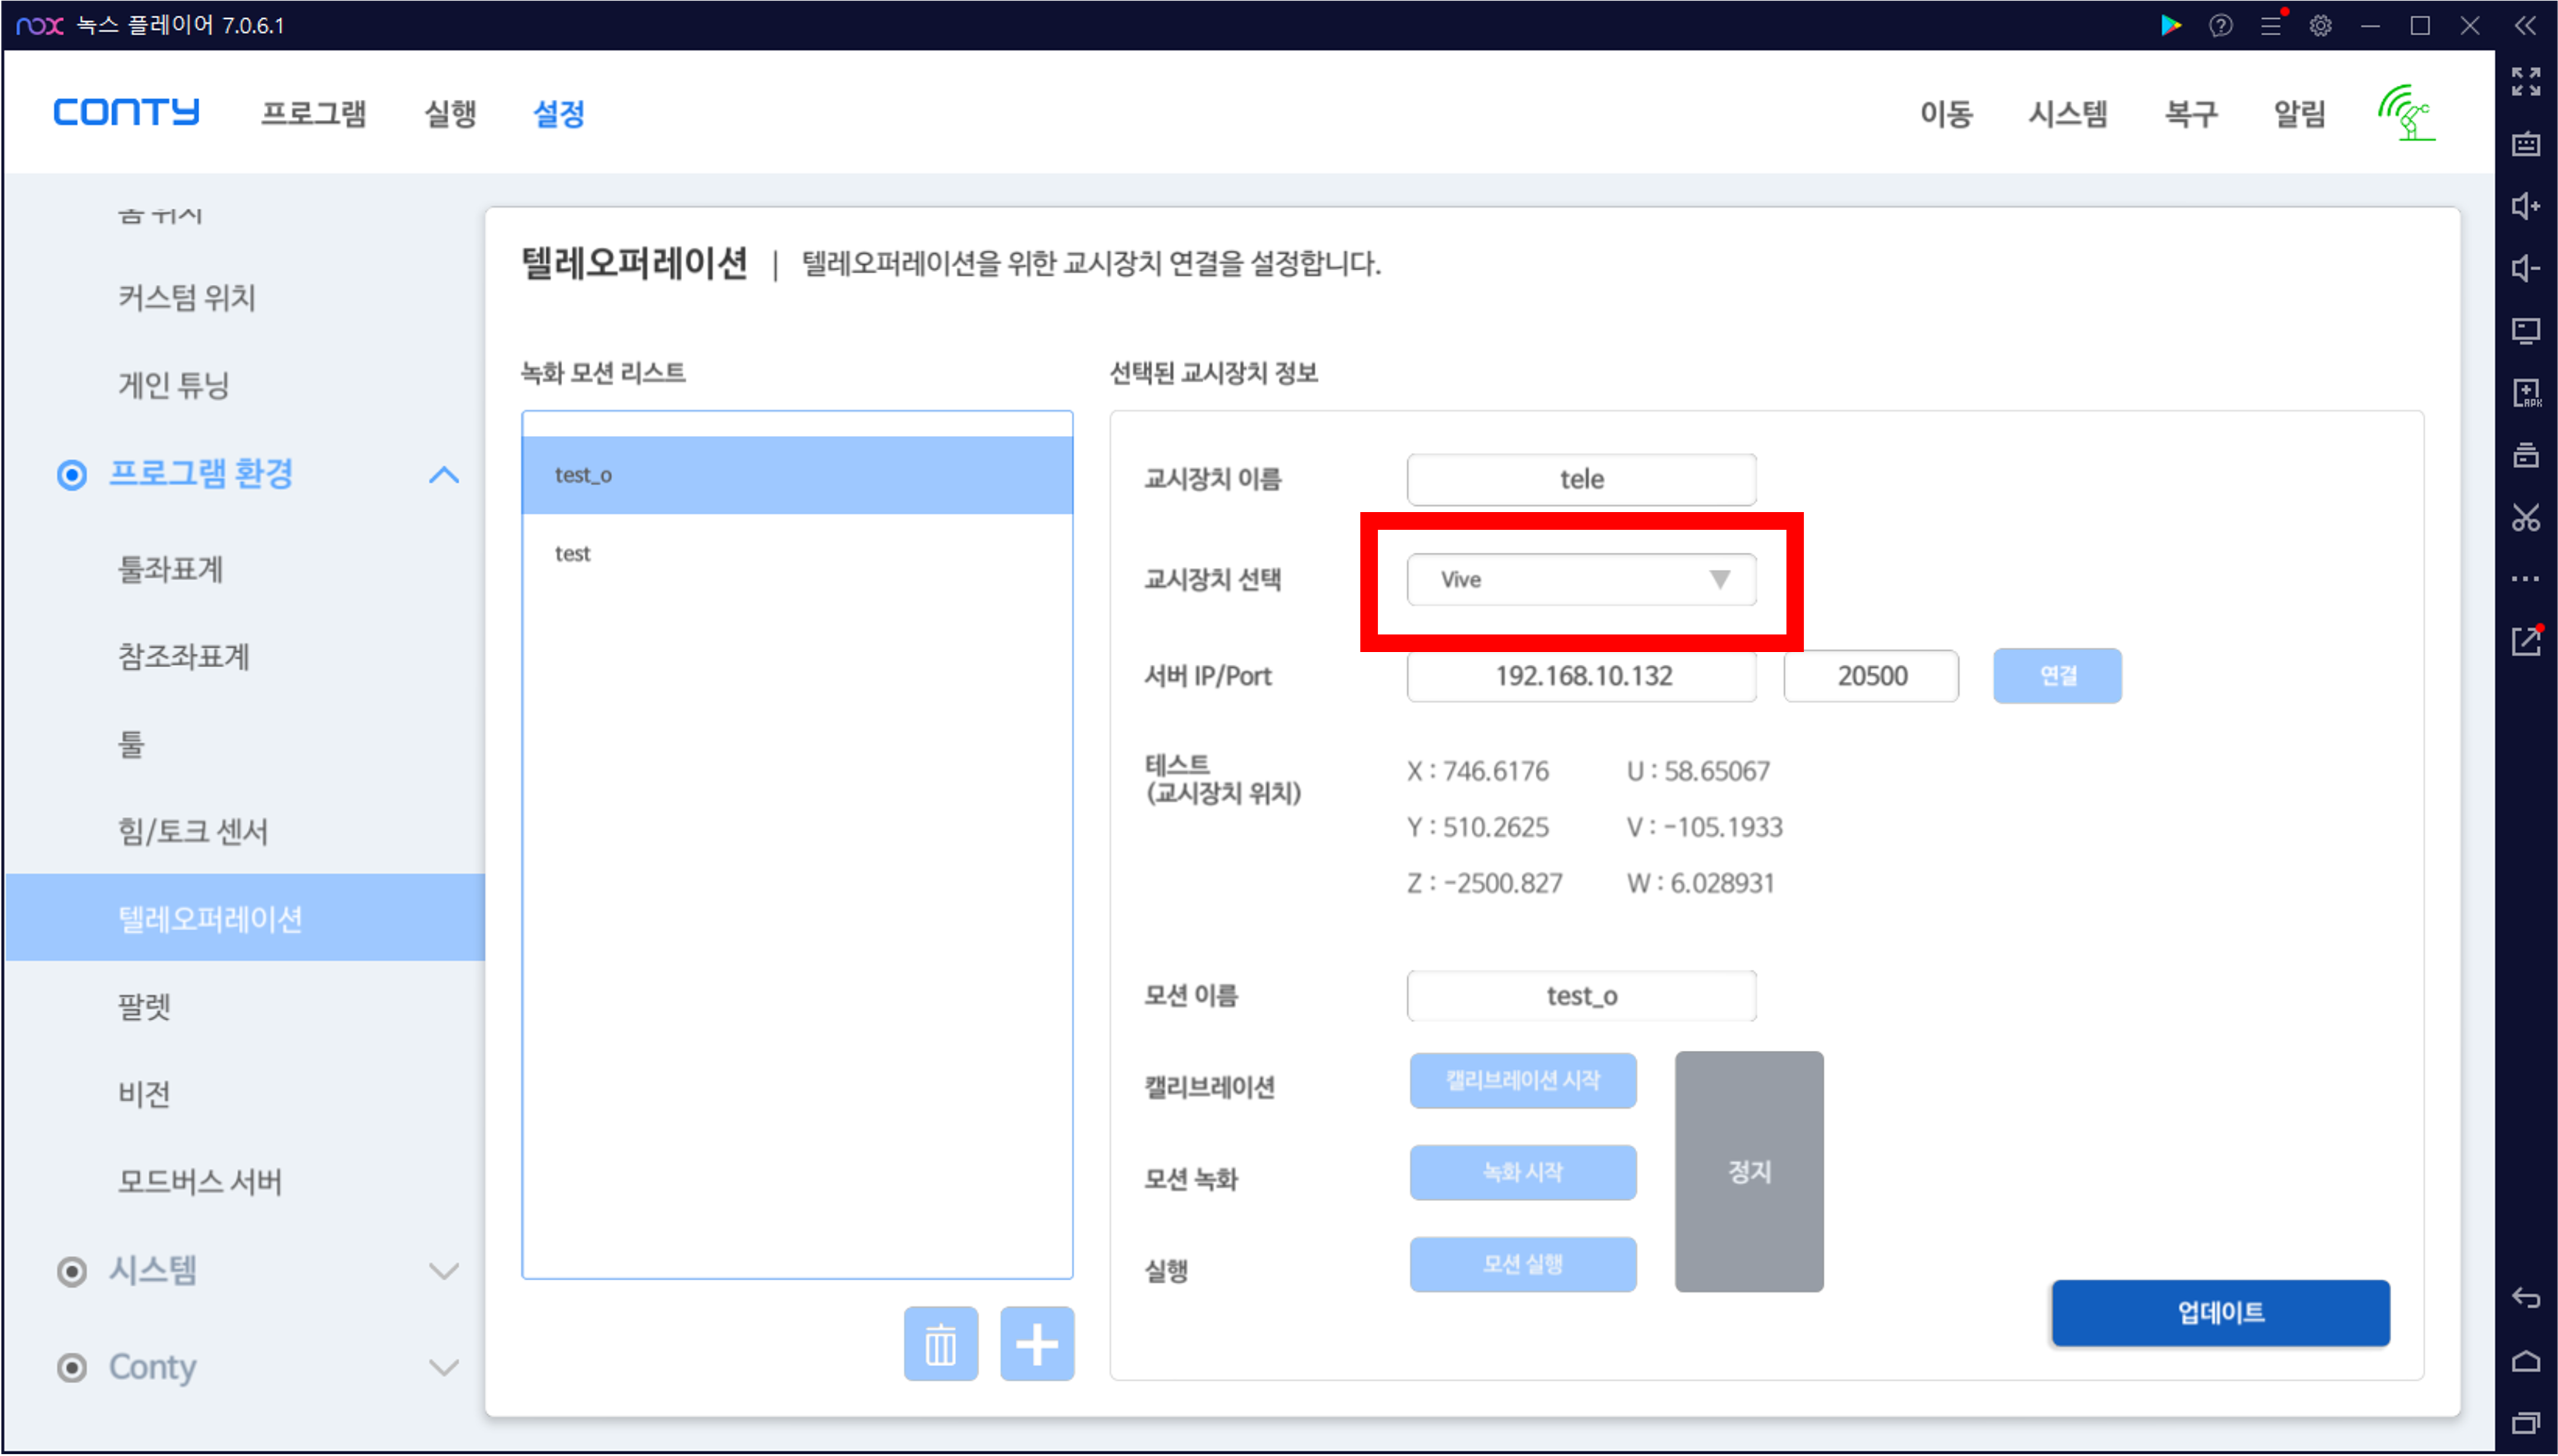 nox 녹스 플레이어 7.0.6.1
CONTY 프로그램 실행 설정 이동 시스템 복구 알림
홈 위치
커스텀 위치
게인 튜닝
프로그램 환경
툴좌표계
참조좌표계
툴
힘/토크 센서
텔레오퍼레이션
팔렛
비전
모드버스 서버
시스템
Conty
텔레오퍼레이션 | 텔레오퍼레이션을 위한 교시장치 연결을 설정합니다.
녹화 모션 리스트
test_o
test
선택된 교시장치 정보
교시장치 이름 tele
교시장치 선택 Vive
서버 IP/Port 192.168.10.132 20500 연결
테스트
(교시장치 위치)
X : 746.6176 U : 58.65067
Y : 510.2625 V : -105.1933
Z : -2500.827 W : 6.028931
모션 이름 test_o
캘리브레이션 캘리브레이션 시작
모션 녹화 녹화 시작
정지
실행 모션 실행
업데이트
APK